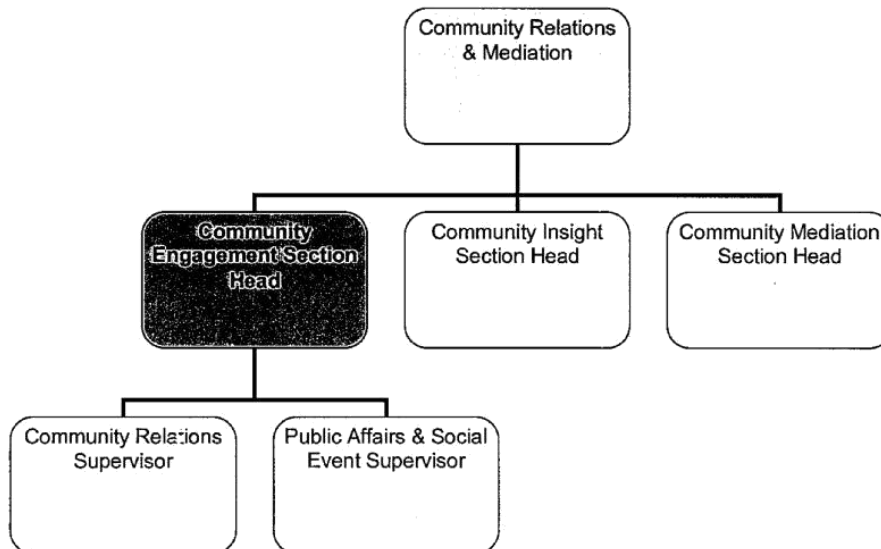 Community Relations
& Mediation
Community
Engagement Section
Head
Community Insight
Section Head
Community Mediation
Section Head
Community Relations
Supervisor
Public Affairs & Social
Event Supervisor